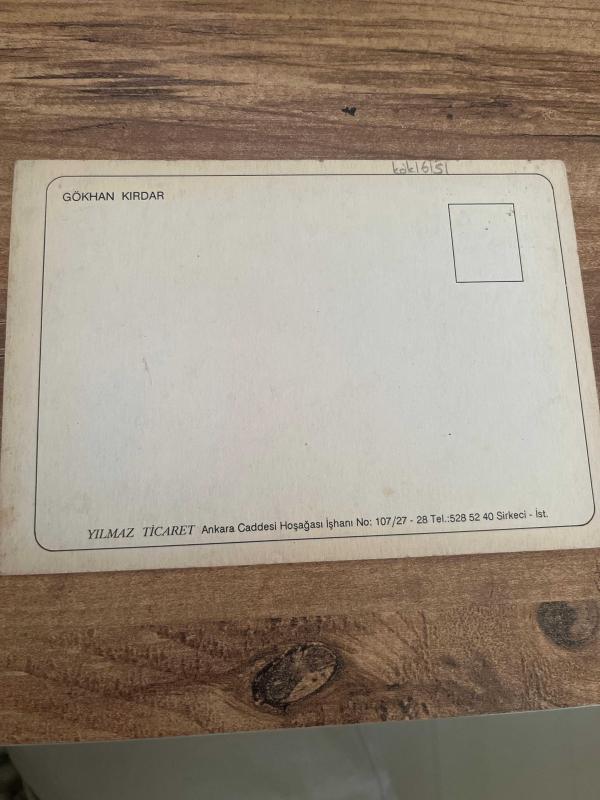 kök16151
GÖKHAN KIRDAR
YILMAZ TİCARET Ankara Caddesi Hoşağası İşhanı No: 107/27 - 28 Tel.:528 52 40 Sirkeci - İst.